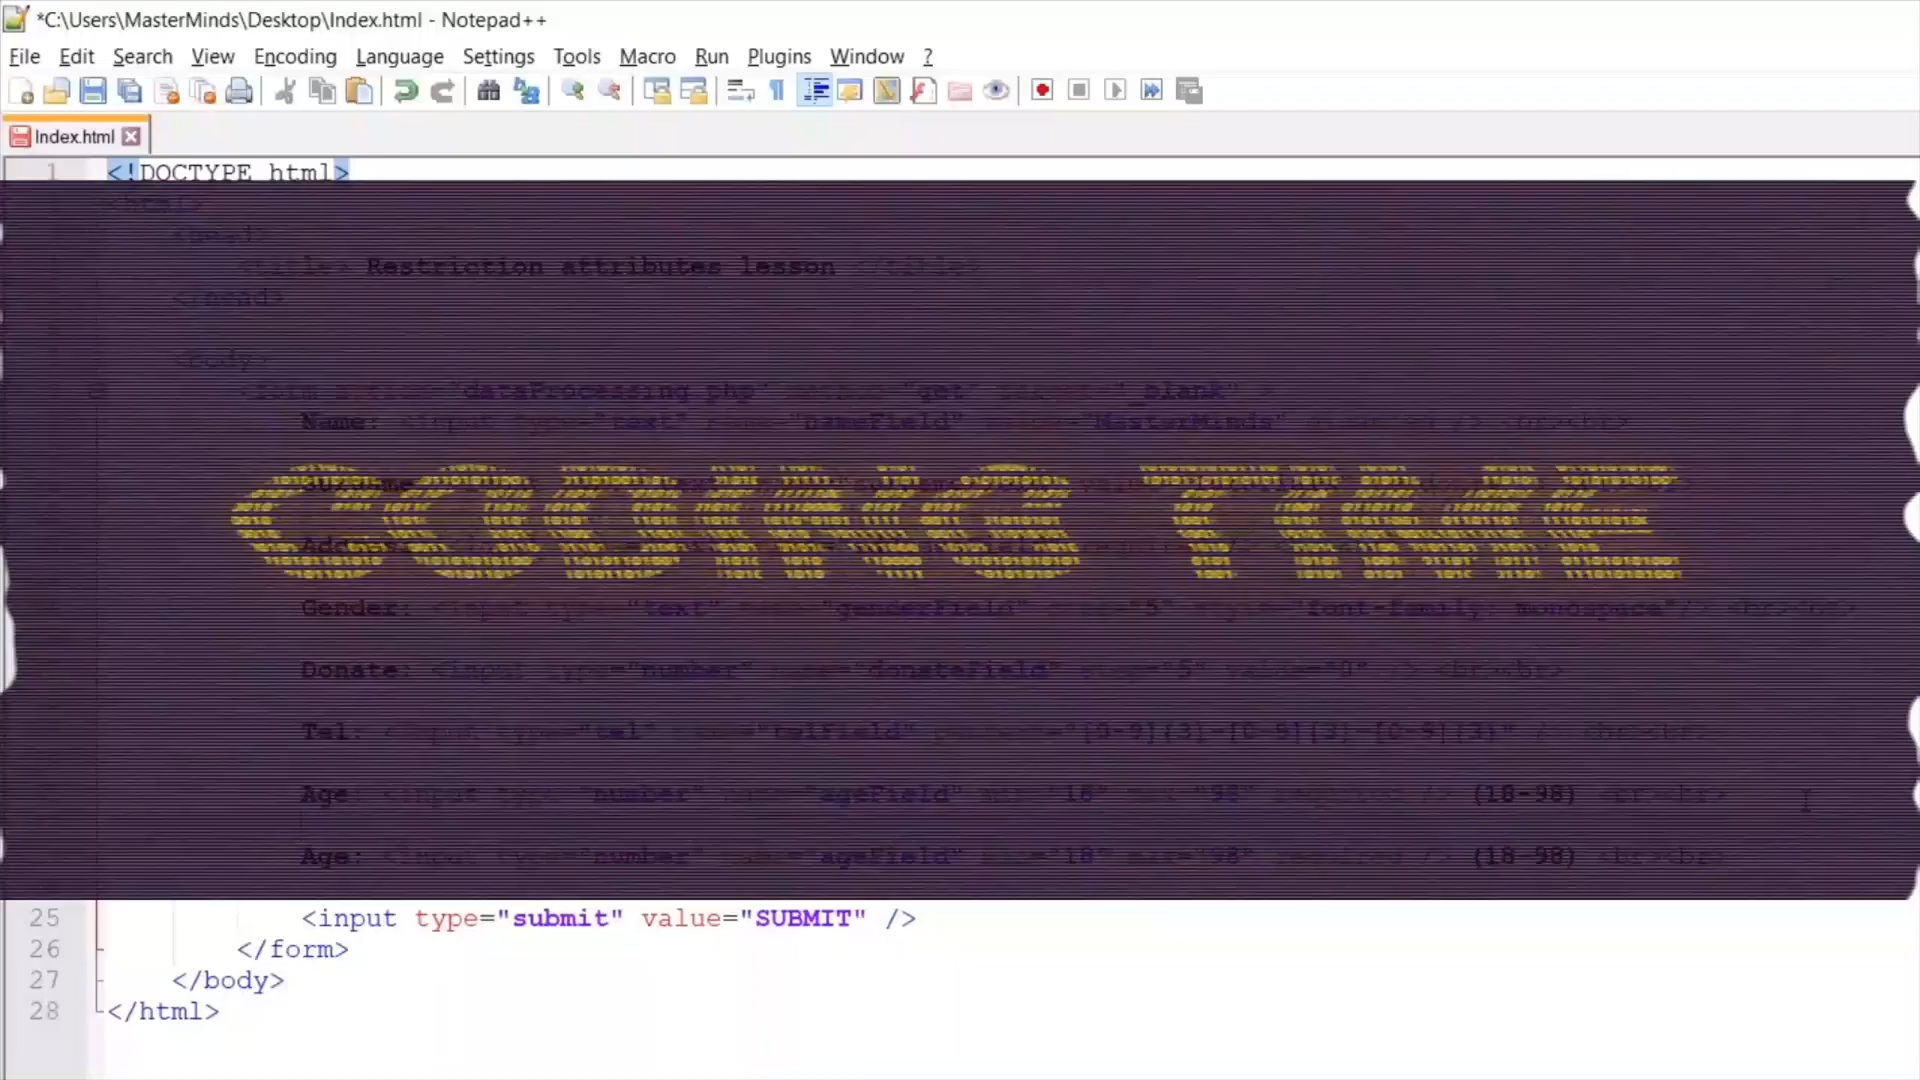 *C:\Users\MasterMinds\Desktop\Index.html - Notepad++
File Edit Search View Encoding Language Settings Tools Macro Run Plugins Window ?
Index.html
1 <!DOCTYPE html>
<html>
<head>
<title> Restriction attributes lesson </title>
</head>
<body>
<form action="dataProcessing.php" method="get" target="_blank" >
Name: <input type="text" name="nameField" value="MasterMinds" disabled /> <br><br>
CODING TIME
Gender: <input type="text" "genderField" "5" "font-family: monospace"/> <br><br>
Donate: <input type="number" name="donateField" step="5" value="0" /> <br><br>
Tel: <input type="tel" name="telField" pattern="[0-9]{3}-[0-9]{3}-[0-9]{3}" /> <br><br>
Age: <input type="number" name="ageField" min="18" max="98" required /> (18-98) <br><br>
Age: <input type="number" name="ageField" min="18" max="98" required /> (18-98) <br><br>
25 <input type="submit" value="SUBMIT" />
26 </form>
27 </body>
28 </html>